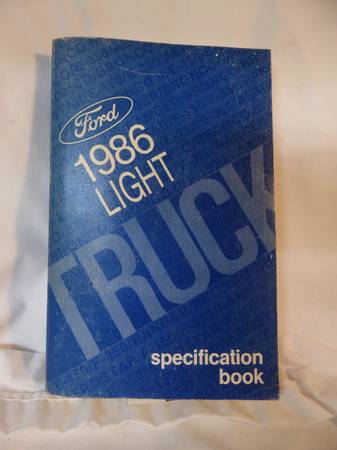 Ford
1986
LIGHT
TRUCK
specification
book